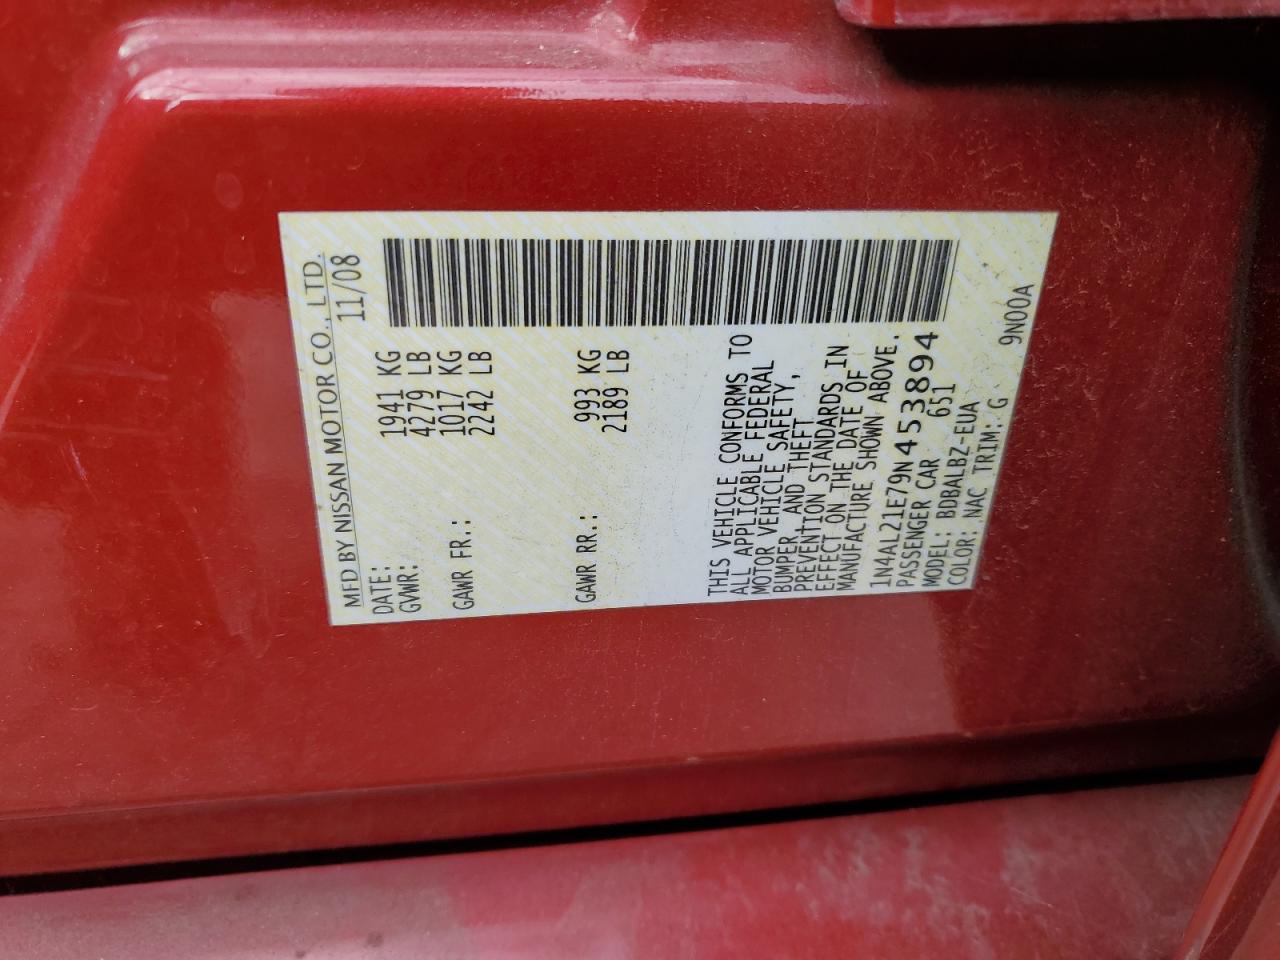 MFD BY NISSAN MOTOR CO., LTD.
DATE: 11/08
GVWR: 1941 KG
4279 LB
GAWR FR.: 1017 KG
2242 LB
GAWR RR.: 993 KG
2189 LB
THIS VEHICLE CONFORMS TO
ALL APPLICABLE FEDERAL
MOTOR VEHICLE SAFETY,
BUMPER, AND THEFT
PREVENTION STANDARDS IN
EFFECT ON THE DATE OF
MANUFACTURE SHOWN ABOVE.
1N4AL21E79N453894
PASSENGER CAR 651
MODEL: BDBALBZ-EUA
COLOR: NAC TRIM: G
9N00A